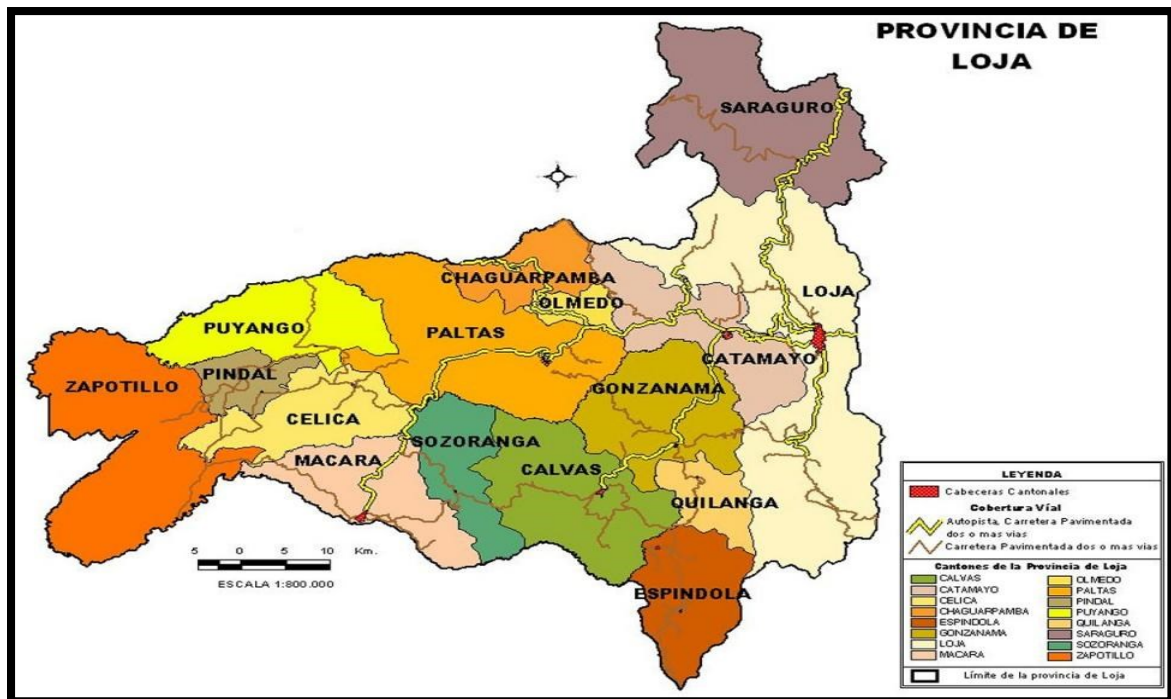 PROVINCIA DE
LOJA
SARAGURO
CHAGUARPAMBA
OLMEDO
LOJA
PUYANGO
PALTAS
CATAMAYO
ZAPOTILLO
PINDAL
GONZANAMA
CELICA
SOZORANGA
MACARA
CALVAS
QUILANGA
ESPINDOLA
5 0 5 10 Km.
ESCALA 1:800.000
LEYENDA
Cabeceras Cantonales
Cobertura Víal
Autopista, Carretera Pavimentada
dos o mas vias
Carretera Pavimentada dos o mas vias
Cantones de la Provincia de Loja
CALVAS
CATAMAYO
CELICA
CHAGUARPAMBA
ESPINDOLA
GONZANAMA
LOJA
MACARA
OLMEDO
PALTAS
PINDAL
PUYANGO
QUILANGA
SARAGURO
SOZORANGA
ZAPOTILLO
Límite de la provincia de Loja